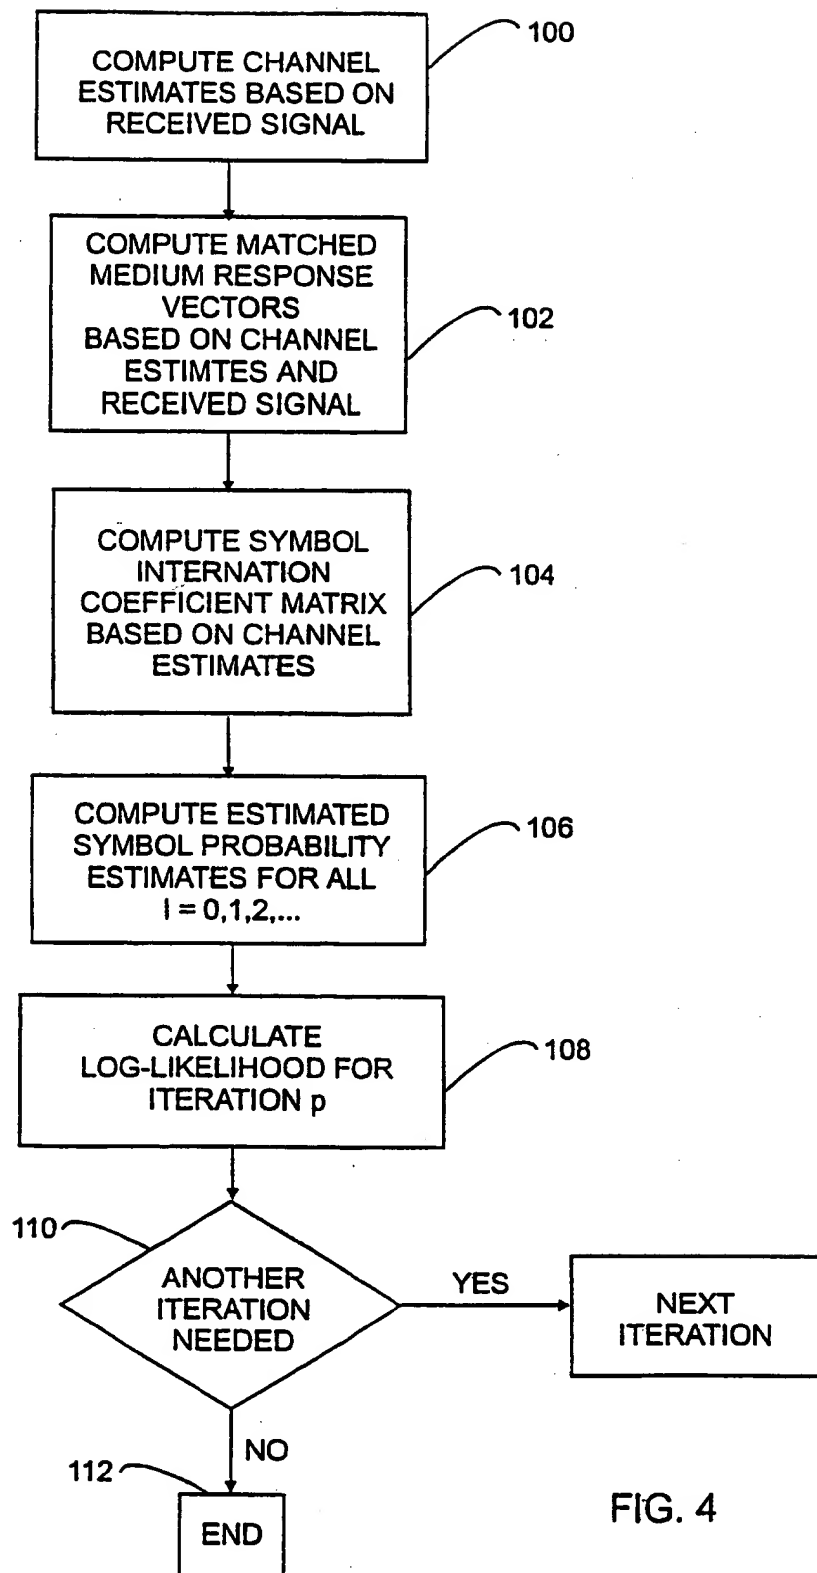 COMPUTE CHANNEL
ESTIMATES BASED ON
RECEIVED SIGNAL
100
COMPUTE MATCHED
MEDIUM RESPONSE
VECTORS
BASED ON CHANNEL
ESTIMTES AND
RECEIVED SIGNAL
102
COMPUTE SYMBOL
INTERNATION
COEFFICIENT MATRIX
BASED ON CHANNEL
ESTIMATES
104
COMPUTE ESTIMATED
SYMBOL PROBABILITY
ESTIMATES FOR ALL
I = 0,1,2,...
106
CALCULATE
LOG-LIKELIHOOD FOR
ITERATION p
108
110
ANOTHER
ITERATION
NEEDED
YES
NEXT
ITERATION
NO
112
END
FIG. 4